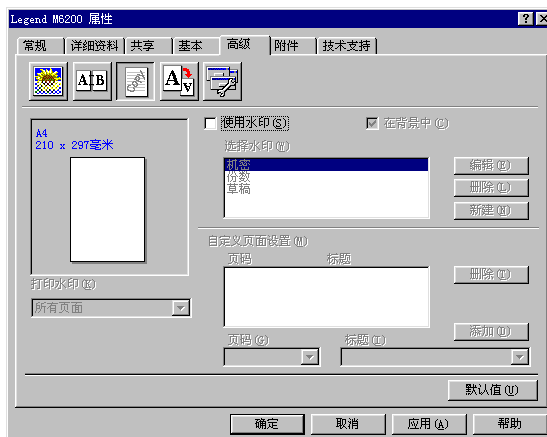 Legend M6200 属性
常规 详细资料 共享 基本 高级 附件 技术支持
A B Copy A A
A4
210 x 297毫米
使用水印(S) 在背景中(C)
选择水印(W)
机密
份数
草稿
编辑(E)
删除(L)
新建(N)
自定义页面设置(M)
页码 标题
删除(T)
打印水印(K)
所有页面
添加(D)
页码(G) 标题(I)
默认值(U)
确定 取消 应用(A) 帮助